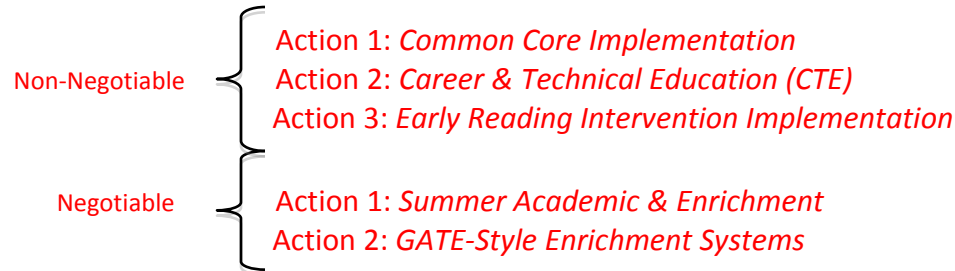 Non-Negotiable
Action 1: Common Core Implementation
Action 2: Career & Technical Education (CTE)
Action 3: Early Reading Intervention Implementation
Negotiable
Action 1: Summer Academic & Enrichment
Action 2: GATE-Style Enrichment Systems